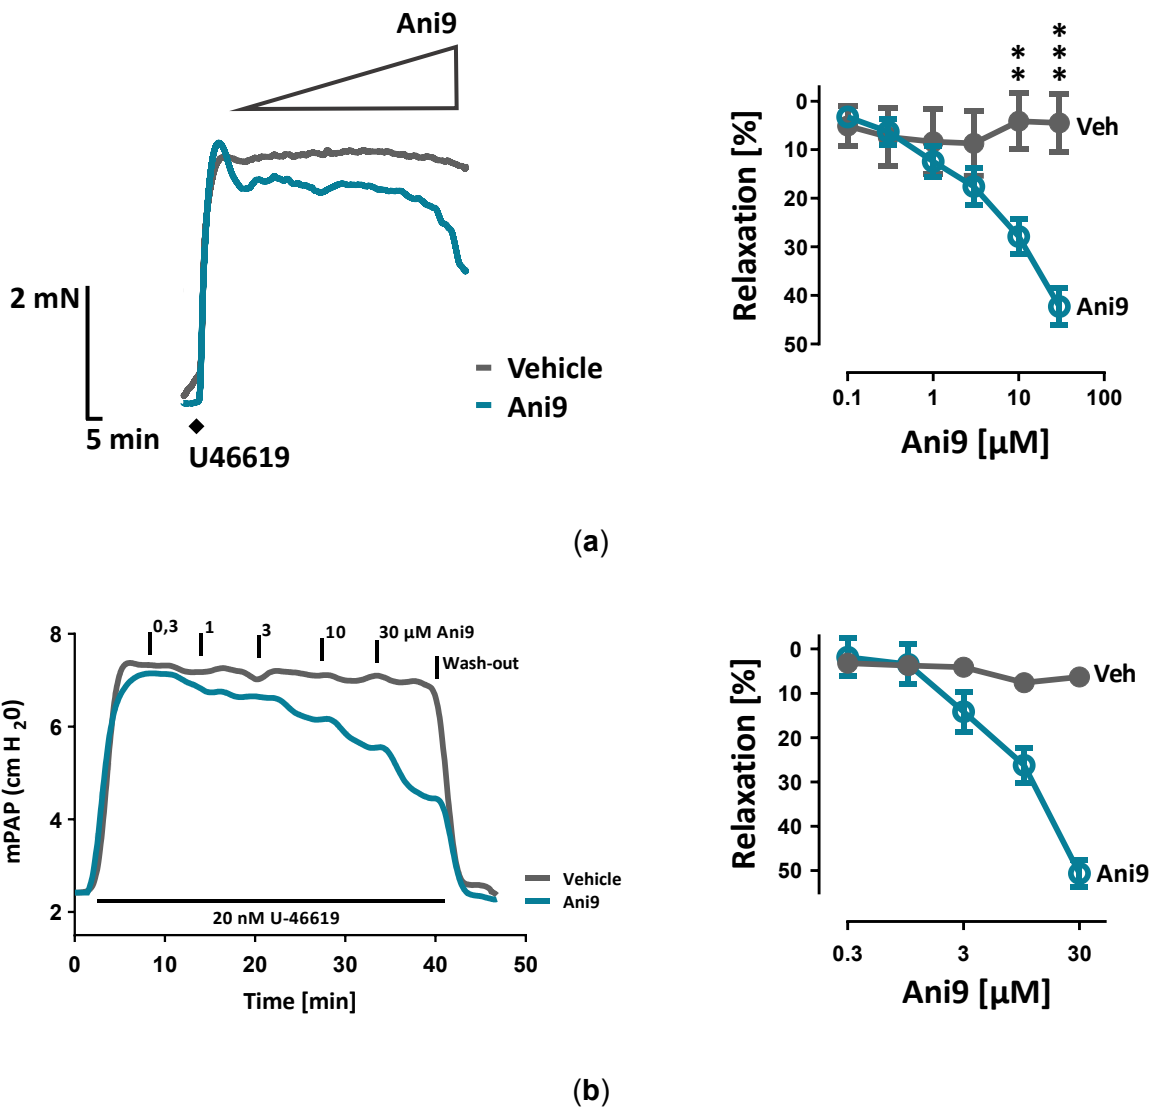 Ani9
2 mN
5 min
U46619
Vehicle
Ani9
* *
* * *
Relaxation [%]
0
10
20
30
40
50
Veh
Ani9
0.1 1 10 100
Ani9 [µM]
(a)
mPAP (cm H 20)
8
6
4
2
0,3 1 3 10 30 µM Ani9
Wash-out
Vehicle
Ani9
20 nM U-46619
0 10 20 30 40 50
Time [min]
Relaxation [%]
0
10
20
30
40
50
Veh
Ani9
0.3 3 30
Ani9 [µM]
(b)